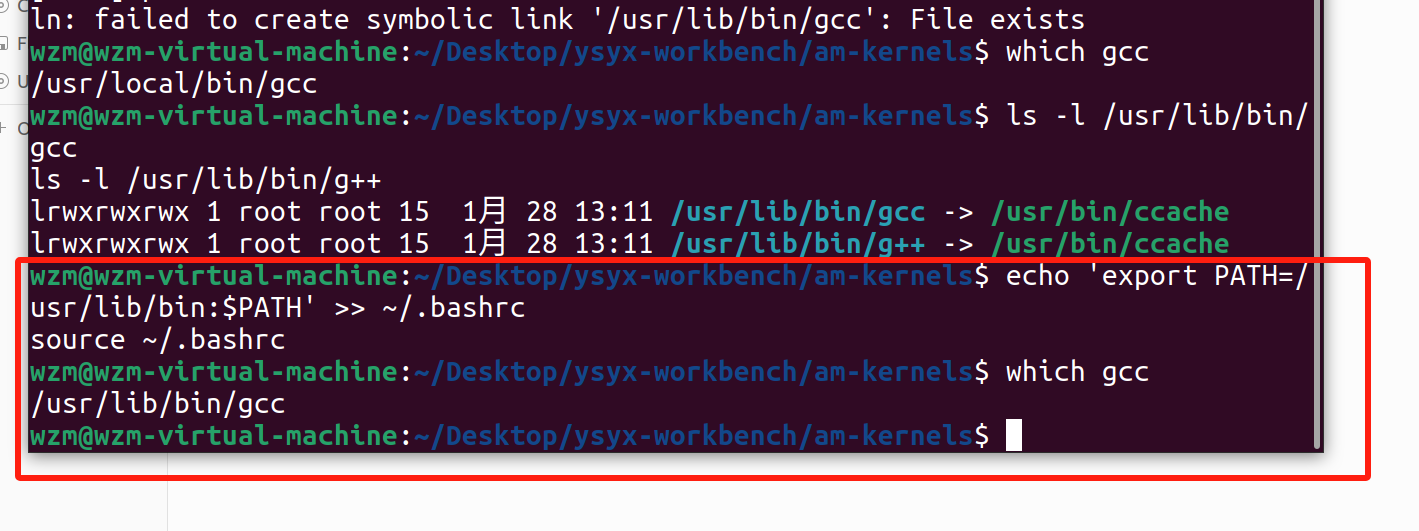 ln: failed to create symbolic link '/usr/lib/bin/gcc': File exists
wzm@wzm-virtual-machine:~/Desktop/ysyx-workbench/am-kernels$ which gcc
/usr/local/bin/gcc
wzm@wzm-virtual-machine:~/Desktop/ysyx-workbench/am-kernels$ ls -l /usr/lib/bin/
gcc
ls -l /usr/lib/bin/g++
lrwxrwxrwx 1 root root 15  1月 28 13:11 /usr/lib/bin/gcc -> /usr/bin/ccache
lrwxrwxrwx 1 root root 15  1月 28 13:11 /usr/lib/bin/g++ -> /usr/bin/ccache
wzm@wzm-virtual-machine:~/Desktop/ysyx-workbench/am-kernels$ echo 'export PATH=/
usr/lib/bin:$PATH' >> ~/.bashrc
source ~/.bashrc
wzm@wzm-virtual-machine:~/Desktop/ysyx-workbench/am-kernels$ which gcc
/usr/lib/bin/gcc
wzm@wzm-virtual-machine:~/Desktop/ysyx-workbench/am-kernels$